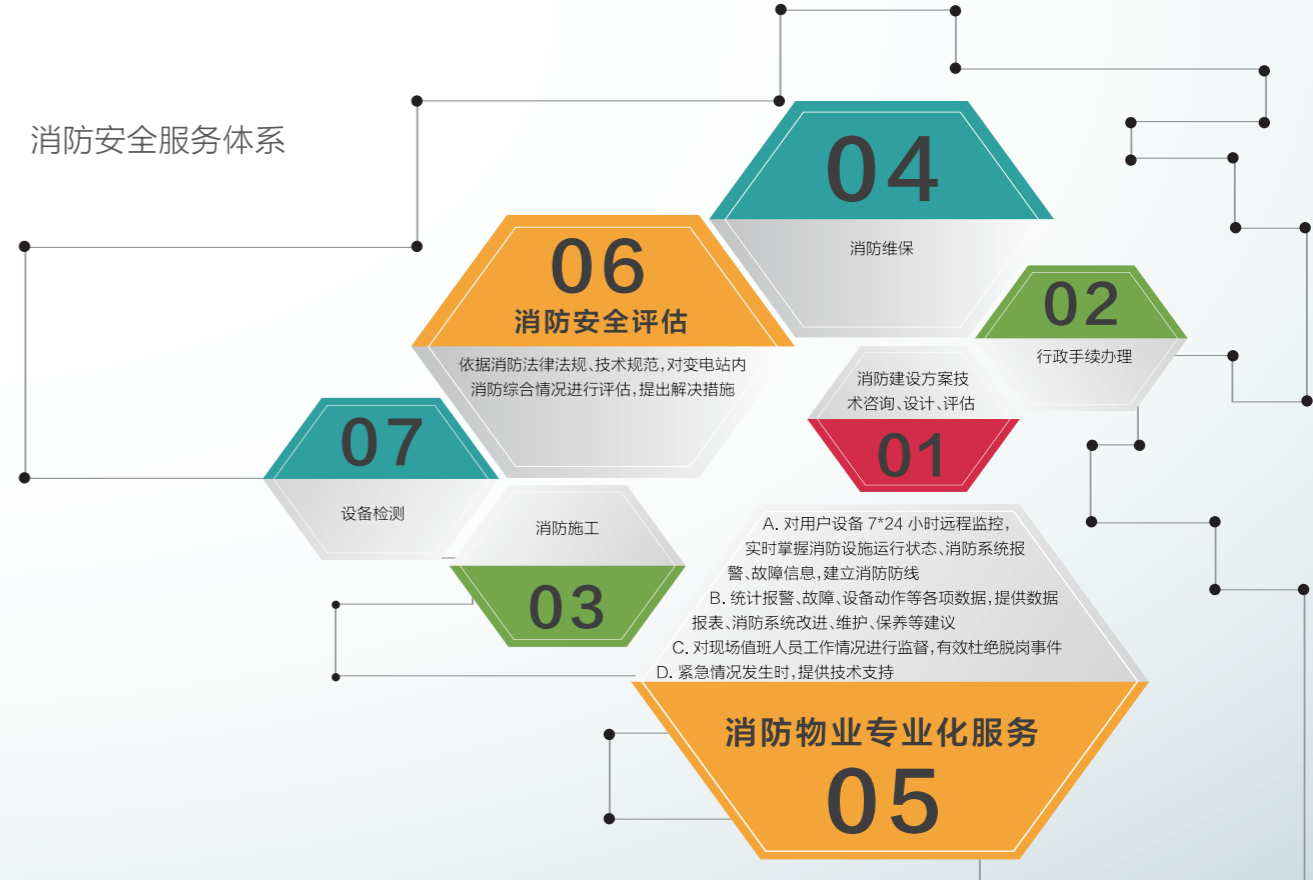 消防安全服务体系
04
消防维保
06
消防安全评估
依据消防法律法规、技术规范,对变电站内
消防综合情况进行评估,提出解决措施
02
行政手续办理
消防建设方案技
术咨询、设计、评估
01
07
设备检测
消防施工
03
A. 对用户设备 7*24 小时远程监控,
实时掌握消防设施运行状态、消防系统报
警、故障信息,建立消防防线
B. 统计报警、故障、设备动作等各项数据,提供数据
报表、消防系统改进、维护、保养等建议
C. 对现场值班人员工作情况进行监督,有效杜绝脱岗事件
D. 紧急情况发生时,提供技术支持
消防物业专业化服务
05